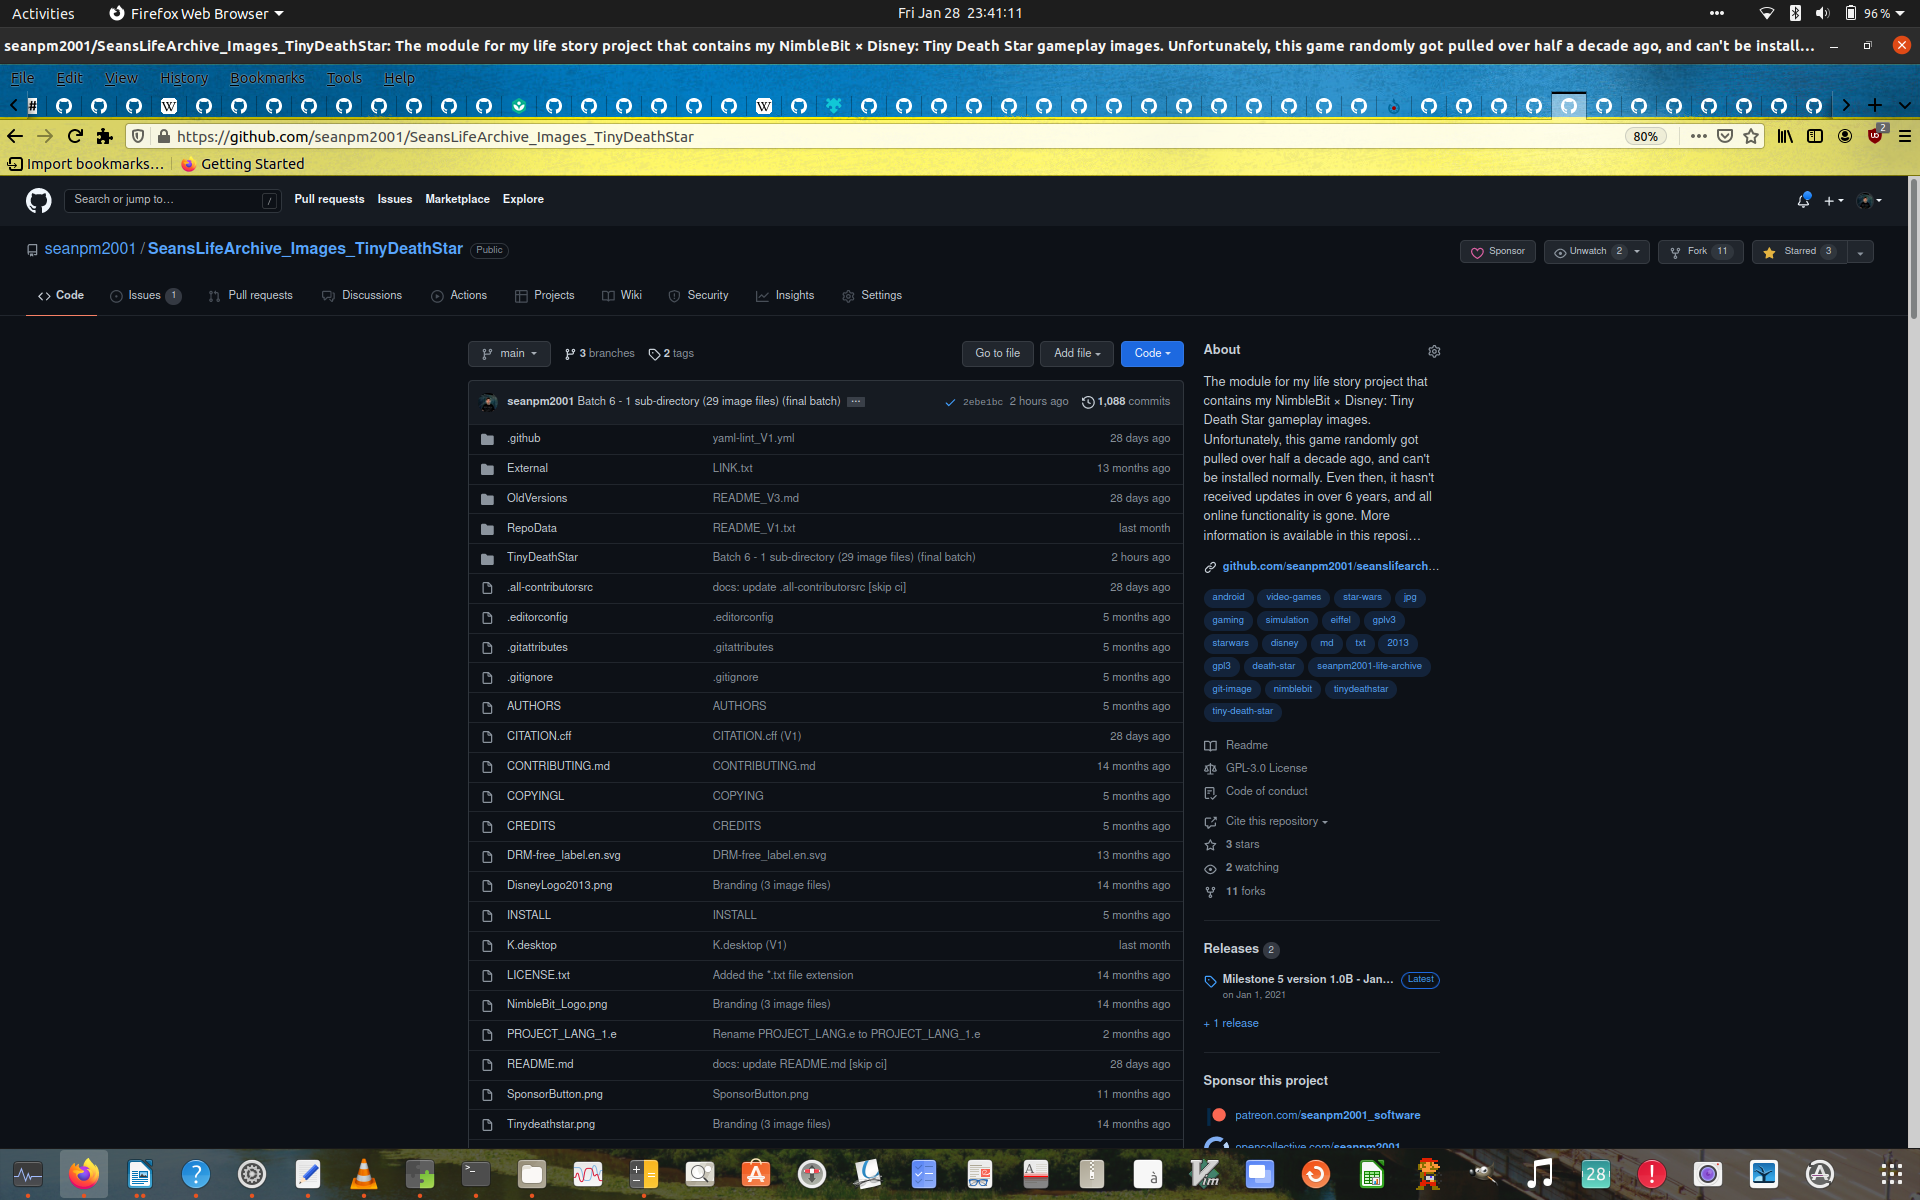 Activities
Firefox Web Browser
Fri Jan 28 23:41:11
96 %
seanpm2001/SeansLifeArchive_Images_TinyDeathStar: The module for my life story project that contains my NimbleBit × Disney: Tiny Death Star gameplay images. Unfortunately, this game randomly got pulled over half a decade ago, and can't be install…
File Edit View History Bookmarks Tools Help
https://github.com/seanpm2001/SeansLifeArchive_Images_TinyDeathStar
80%
2
Import bookmarks…
Getting Started
Search or jump to…
/
Pull requests
Issues
Marketplace
Explore
seanpm2001 / SeansLifeArchive_Images_TinyDeathStar
Public
Sponsor
Unwatch 2
Fork 11
Starred 3
Code
Issues 1
Pull requests
Discussions
Actions
Projects
Wiki
Security
Insights
Settings
main
3 branches
2 tags
Go to file
Add file
Code
seanpm2001 Batch 6 - 1 sub-directory (29 image files) (final batch) ...
2ebe1bc 2 hours ago
1,088 commits
.github yaml-lint_V1.yml 28 days ago
External LINK.txt 13 months ago
OldVersions README_V3.md 28 days ago
RepoData README_V1.txt last month
TinyDeathStar Batch 6 - 1 sub-directory (29 image files) (final batch) 2 hours ago
.all-contributorsrc docs: update .all-contributorsrc [skip ci] 28 days ago
.editorconfig .editorconfig 5 months ago
.gitattributes .gitattributes 5 months ago
.gitignore .gitignore 5 months ago
AUTHORS AUTHORS 5 months ago
CITATION.cff CITATION.cff (V1) 28 days ago
CONTRIBUTING.md CONTRIBUTING.md 14 months ago
COPYINGL COPYING 5 months ago
CREDITS CREDITS 5 months ago
DRM-free_label.en.svg DRM-free_label.en.svg 13 months ago
DisneyLogo2013.png Branding (3 image files) 14 months ago
INSTALL INSTALL 5 months ago
K.desktop K.desktop (V1) last month
LICENSE.txt Added the *.txt file extension 14 months ago
NimbleBit_Logo.png Branding (3 image files) 14 months ago
PROJECT_LANG_1.e Rename PROJECT_LANG.e to PROJECT_LANG_1.e 2 months ago
README.md docs: update README.md [skip ci] 28 days ago
SponsorButton.png SponsorButton.png 11 months ago
Tinydeathstar.png Branding (3 image files) 14 months ago
About
The module for my life story project that
contains my NimbleBit × Disney: Tiny
Death Star gameplay images.
Unfortunately, this game randomly got
pulled over half a decade ago, and can't
be installed normally. Even then, it hasn't
received updates in over 6 years, and all
online functionality is gone. More
information is available in this reposi…
github.com/seanpm2001/seanslifearch…
android video-games star-wars jpg
gaming simulation eiffel gplv3
starwars disney md txt 2013
gpl3 death-star seanpm2001-life-archive
git-image nimblebit tinydeathstar
tiny-death-star
Readme
GPL-3.0 License
Code of conduct
Cite this repository
3 stars
2 watching
11 forks
Releases 2
Milestone 5 version 1.0B - Jan… Latest
on Jan 1, 2021
+ 1 release
Sponsor this project
patreon.com/seanpm2001_software
opencollective.com/seanpm2001
28